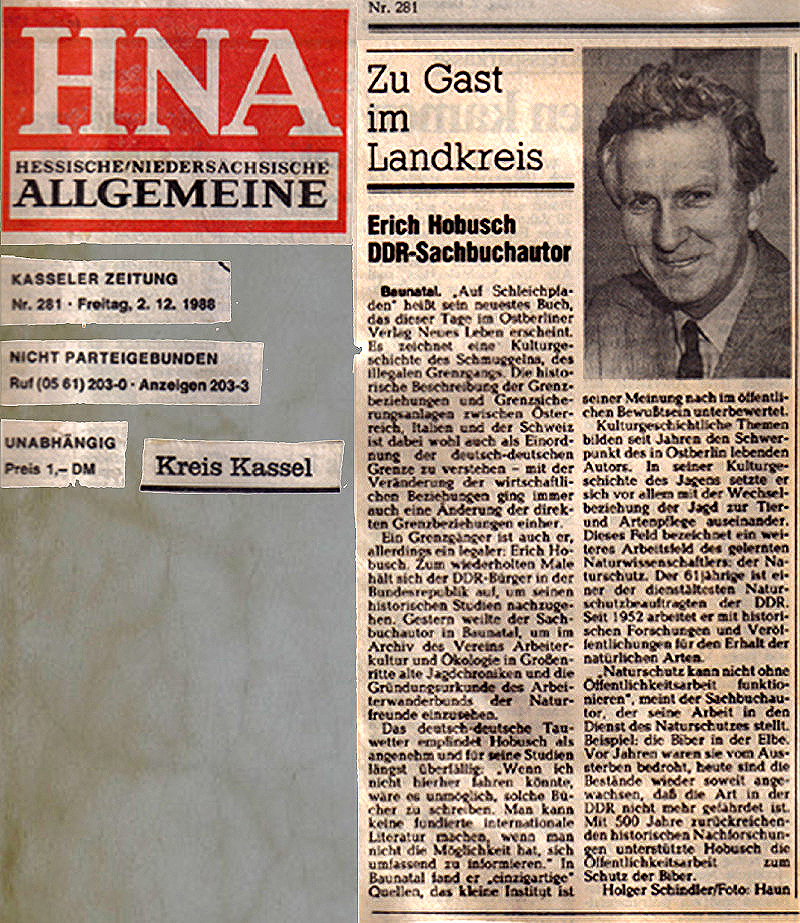 HNA
HESSISCHE/NIEDERSÄCHSISCHE
ALLGEMEINE
KASSELER ZEITUNG
Nr. 281 · Freitag, 2. 12. 1988
NICHT PARTEIGEBUNDEN
Ruf (05 61) 203-0 · Anzeigen 203-3
UNABHÄNGIG
Preis 1,– DM
Kreis Kassel
Nr. 281
Zu Gast
im
Landkreis
Erich Hobusch
DDR-Sachbuchautor
Baunatal. „Auf Schleichpfa-
den" heißt sein neuestes Buch,
das dieser Tage im Ostberliner
Verlag Neues Leben erscheint.
Es zeichnet eine Kulturge-
schichte des Schmuggelns, des
illegalen Grenzgangs. Die histo-
rische Beschreibung der Grenz-
beziehungen und Grenzsiche-
rungsanlagen zwischen Öster-
reich, Italien und der Schweiz
ist dabei wohl auch als Einord-
nung der deutsch-deutschen
Grenze zu verstehen – mit der
Veränderung der wirtschaftli-
chen Beziehungen ging immer
auch eine Änderung der direk-
ten Grenzbeziehungen einher.
Ein Grenzgänger ist auch er,
allerdings ein legaler: Erich Ho-
busch. Zum wiederholten Male
hält sich der DDR-Bürger in der
Bundesrepublik auf, um seinen
historischen Studien nachzuge-
hen. Gestern weilte der Sach-
buchautor in Baunatal, um im
Archiv des Vereins Arbeiter-
kultur und Ökologie in Großen-
ritte alte Jagdchroniken und die
Gründungsurkunde des Arbei-
terwanderbunds der Natur-
freunde einzusehen.
Das deutsch-deutsche Tau-
wetter empfindet Hobusch als
angenehm und für seine Studien
längst überfällig: „Wenn ich
nicht hierher fahren könnte,
wäre es unmöglich, solche Bü-
cher zu schreiben. Man kann
keine fundierte internationale
Literatur machen, wenn man
nicht die Möglichkeit hat, sich
umfassend zu informieren." In
Baunatal fand er „einzigartige"
Quellen, das kleine Institut ist
seiner Meinung nach im öffentli-
chen Bewußtsein unterbewertet.
Kulturgeschichtliche Themen
bilden seit Jahren den Schwer-
punkt des in Ostberlin lebenden
Autors. In seiner Kulturge-
schichte des Jagens setzte er
sich vor allem mit der Wechsel-
beziehung der Jagd zur Tier-
und Artenpflege auseinander.
Dieses Feld bezeichnet ein wei-
teres Arbeitsfeld des gelernten
Naturwissenschaftlers: der Na-
turschutz. Der 61jährige ist ei-
ner der dienstältesten Natur-
schutzbeauftragten der DDR.
Seit 1952 arbeitet er mit histori-
schen Forschungen und Veröf-
fentlichungen für den Erhalt der
natürlichen Arten.
„Naturschutz kann nicht ohne
Öffentlichkeitsarbeit funktio-
nieren", meint der Sachbuchau-
tor, der seine Arbeit in den
Dienst des Naturschutzes stellt.
Beispiel: die Biber in der Elbe.
Vor Jahren waren sie vom Aus-
sterben bedroht, heute sind die
Bestände wieder soweit ange-
wachsen, daß die Art in der
DDR nicht mehr gefährdet ist.
Mit 500 Jahre zurückreichen-
den historischen Nachforschun-
gen unterstützte Hobusch die
Öffentlichkeitsarbeit zum
Schutz der Biber.
Holger Schindler/Foto: Haun